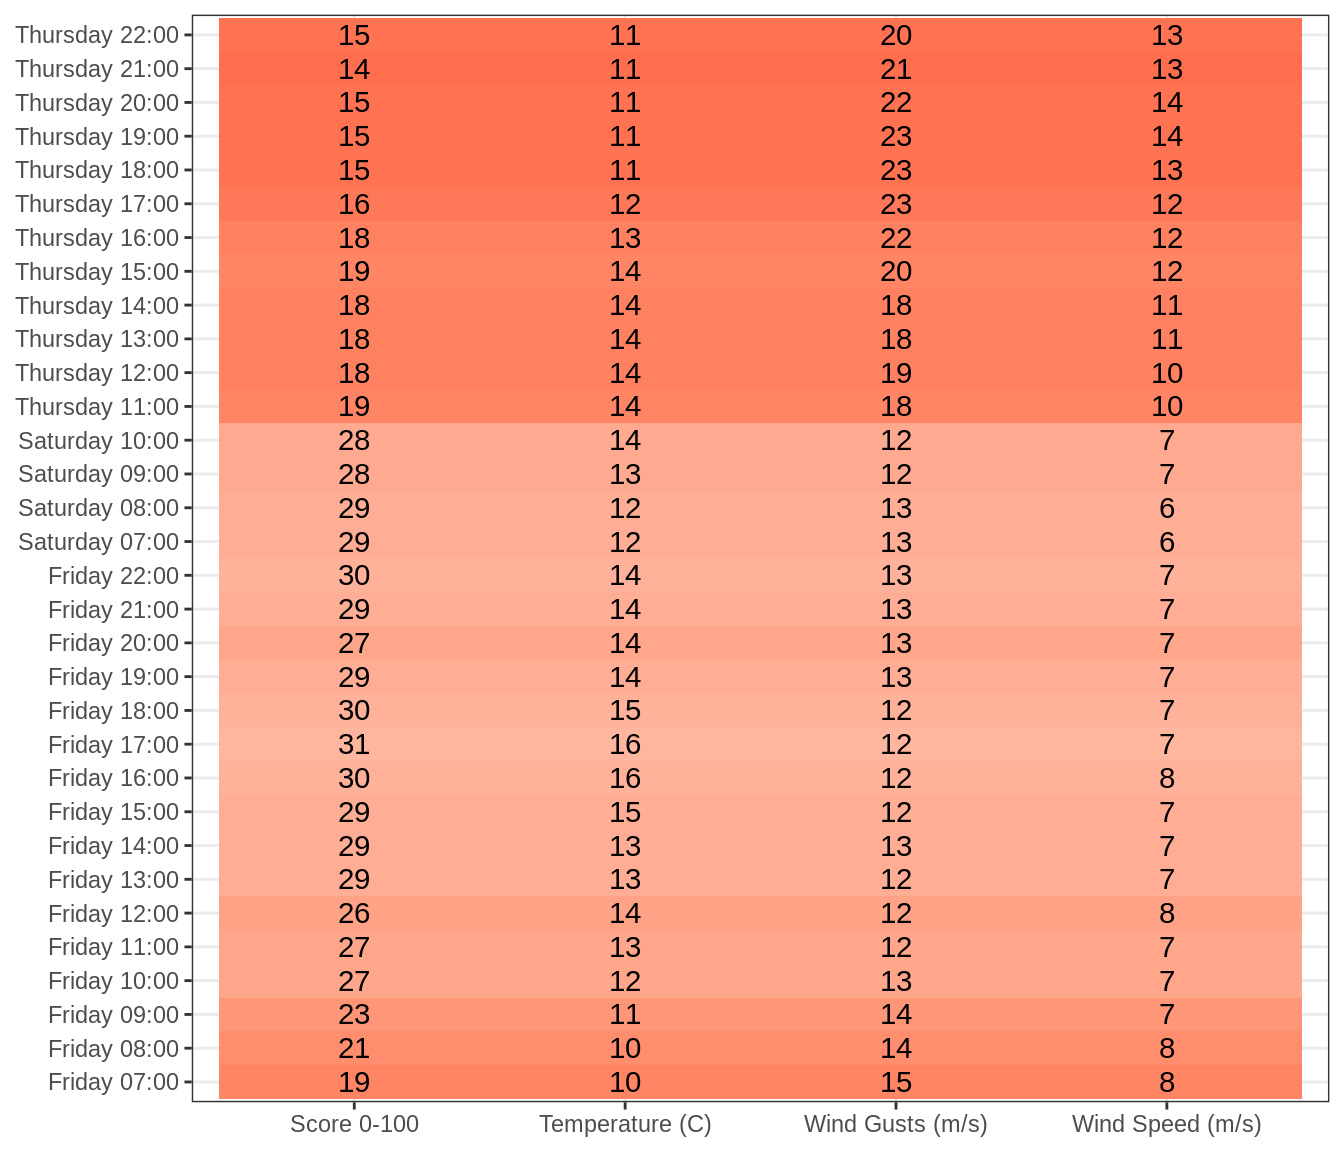 Thursday 22:00 15 11 20 13
Thursday 21:00 14 11 21 13
Thursday 20:00 15 11 22 14
Thursday 19:00 15 11 23 14
Thursday 18:00 15 11 23 13
Thursday 17:00 16 12 23 12
Thursday 16:00 18 13 22 12
Thursday 15:00 19 14 20 12
Thursday 14:00 18 14 18 11
Thursday 13:00 18 14 18 11
Thursday 12:00 18 14 19 10
Thursday 11:00 19 14 18 10
Saturday 10:00 28 14 12 7
Saturday 09:00 28 13 12 7
Saturday 08:00 29 12 13 6
Saturday 07:00 29 12 13 6
Friday 22:00 30 14 13 7
Friday 21:00 29 14 13 7
Friday 20:00 27 14 13 7
Friday 19:00 29 14 13 7
Friday 18:00 30 15 12 7
Friday 17:00 31 16 12 7
Friday 16:00 30 16 12 8
Friday 15:00 29 15 12 7
Friday 14:00 29 13 13 7
Friday 13:00 29 13 12 7
Friday 12:00 26 14 12 8
Friday 11:00 27 13 12 7
Friday 10:00 27 12 13 7
Friday 09:00 23 11 14 7
Friday 08:00 21 10 14 8
Friday 07:00 19 10 15 8
Score 0-100 Temperature (C) Wind Gusts (m/s) Wind Speed (m/s)